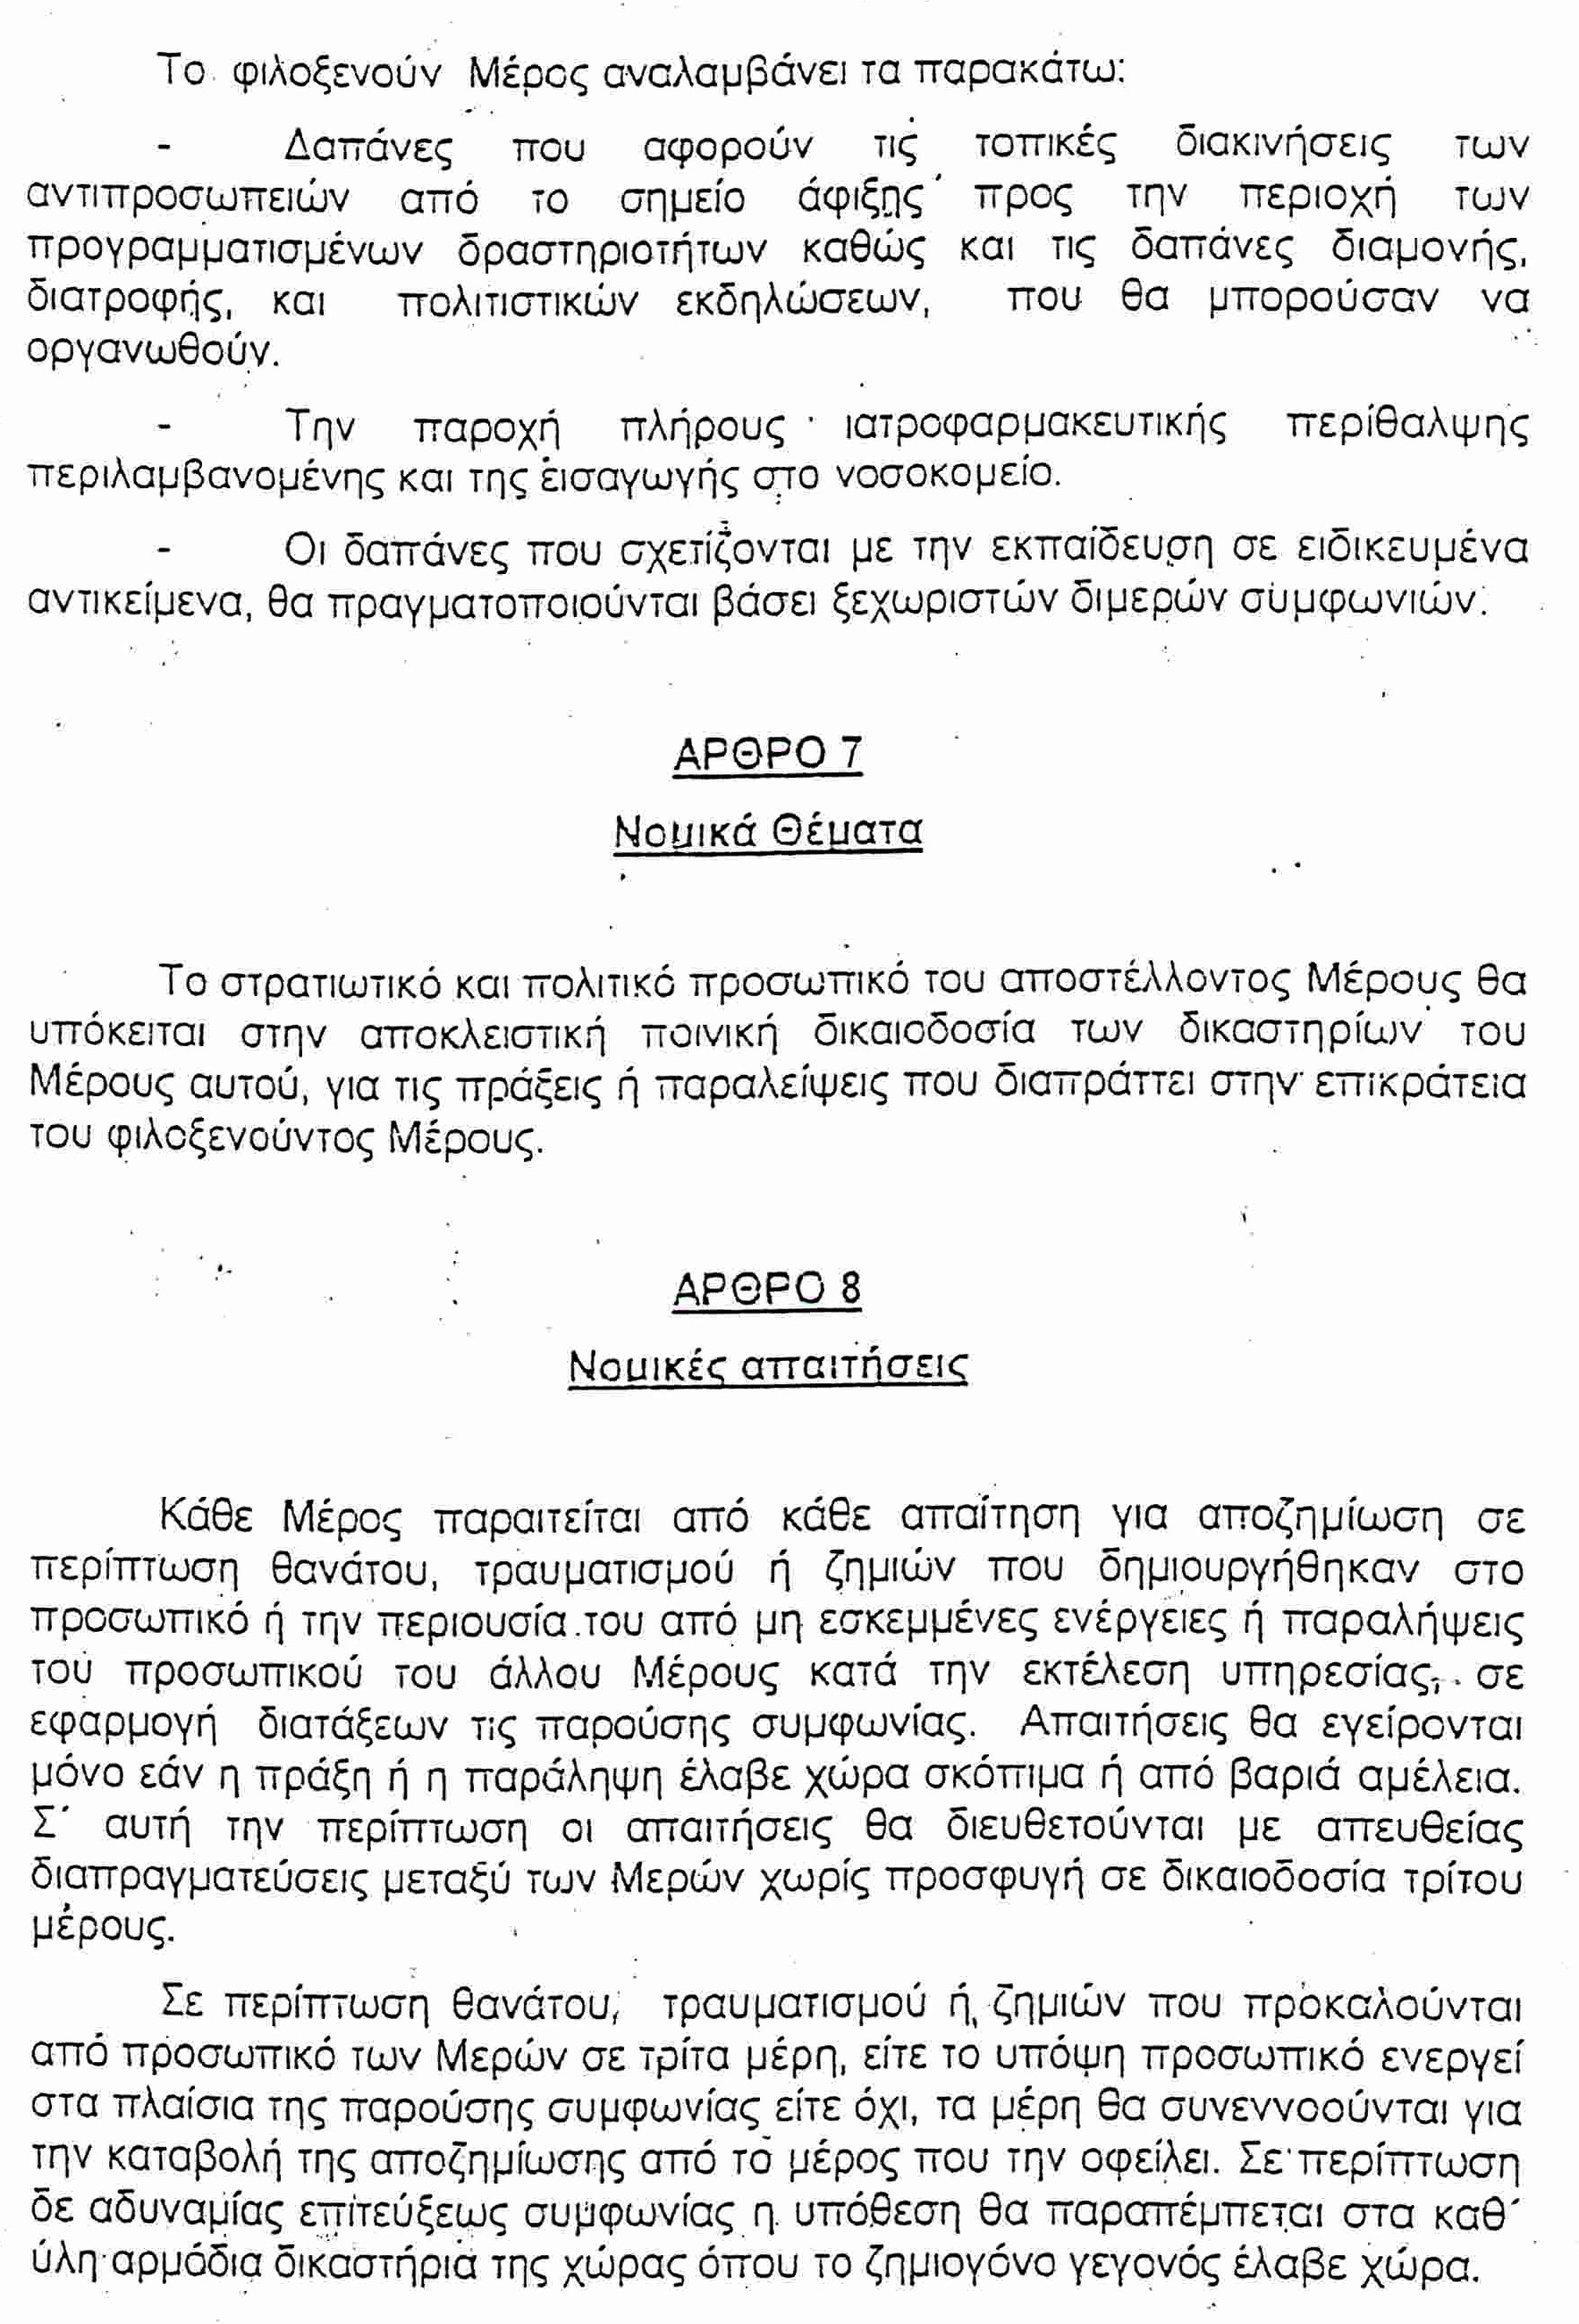 Το φιλοξενούν Μέρος αναλαμβάνει τα παρακάτω:
- Δαπάνες που αφορούν τις τοπικές διακινήσεις των
αντιπροσωπειών από το σημείο άφιξης προς την περιοχή των
προγραμματισμένων δραστηριοτήτων καθώς και τις δαπάνες διαμονής,
διατροφής, και πολιτιστικών εκδηλώσεων, που θα μπορούσαν να
οργανωθούν.
- Την παροχή πλήρους ιατροφαρμακευτικής περίθαλψης
περιλαμβανομένης και της εισαγωγής στο νοσοκομείο.
- Οι δαπάνες που σχετίζονται με την εκπαίδευση σε ειδικευμένα
αντικείμενα, θα πραγματοποιούνται βάσει ξεχωριστών διμερών συμφωνιών.
ΑΡΘΡΟ 7
Νομικά Θέματα
Το στρατιωτικό και πολιτικό προσωπικό του αποστέλλοντος Μέρους θα
υπόκειται στην αποκλειστική ποινική δικαιοδοσία των δικαστηρίων του
Μέρους αυτού, για τις πράξεις ή παραλείψεις που διαπράττει στην επικράτεια
του φιλοξενούντος Μέρους.
ΑΡΘΡΟ 8
Νομικές απαιτήσεις
Κάθε Μέρος παραιτείται από κάθε απαίτηση για αποζημίωση σε
περίπτωση θανάτου, τραυματισμού ή ζημιών που δημιουργήθηκαν στο
προσωπικό ή την περιουσία του από μη εσκεμμένες ενέργειες ή παραλήψεις
του προσωπικού του άλλου Μέρους κατά την εκτέλεση υπηρεσίας, σε
εφαρμογή διατάξεων τις παρούσης συμφωνίας. Απαιτήσεις θα εγείρονται
μόνο εάν η πράξη ή η παράληψη έλαβε χώρα σκόπιμα ή από βαριά αμέλεια.
Σ΄ αυτή την περίπτωση οι απαιτήσεις θα διευθετούνται με απευθείας
διαπραγματεύσεις μεταξύ των Μερών χωρίς προσφυγή σε δικαιοδοσία τρίτου
μέρους.
Σε περίπτωση θανάτου, τραυματισμού ή ζημιών που προκαλούνται
από προσωπικό των Μερών σε τρίτα μέρη, είτε το υπόψη προσωπικό ενεργεί
στα πλαίσια της παρούσης συμφωνίας είτε όχι, τα μέρη θα συνεννοούνται για
την καταβολή της αποζημίωσης από το μέρος που την οφείλει. Σε περίπτωση
δε αδυναμίας επιτεύξεως συμφωνίας η υπόθεση θα παραπέμπεται στα καθ΄
ύλη αρμόδια δικαστήρια της χώρας όπου το ζημιογόνο γεγονός έλαβε χώρα.